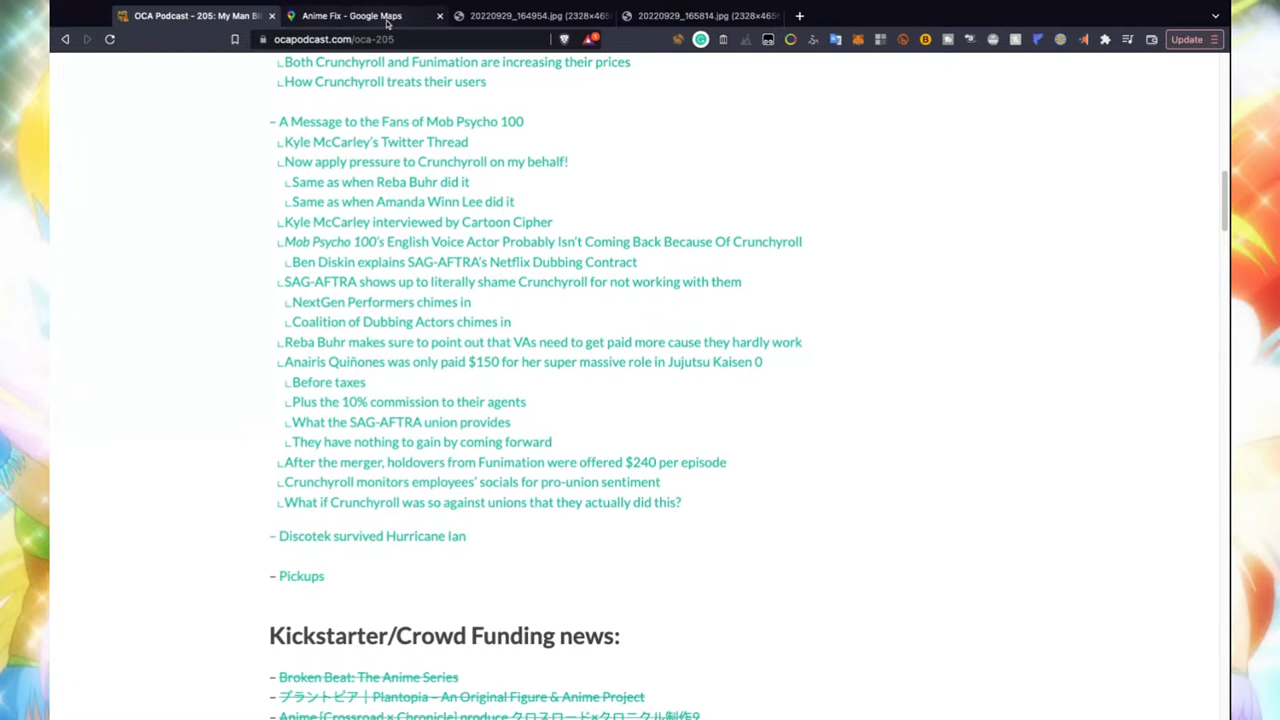 OCA Podcast - 205: My Man Bi
Anime Fix - Google Maps
20220929_164954.jpg (2328×465
20220929_165814.jpg (2328×465
ocapodcast.com/oca-205
Update
Both Crunchyroll and Funimation are increasing their prices
How Crunchyroll treats their users
– A Message to the Fans of Mob Psycho 100
Kyle McCarley's Twitter Thread
Now apply pressure to Crunchyroll on my behalf!
Same as when Reba Buhr did it
Same as when Amanda Winn Lee did it
Kyle McCarley interviewed by Cartoon Cipher
Mob Psycho 100's English Voice Actor Probably Isn't Coming Back Because Of Crunchyroll
Ben Diskin explains SAG-AFTRA's Netflix Dubbing Contract
SAG-AFTRA shows up to literally shame Crunchyroll for not working with them
NextGen Performers chimes in
Coalition of Dubbing Actors chimes in
Reba Buhr makes sure to point out that VAs need to get paid more cause they hardly work
Anairis Quiñones was only paid $150 for her super massive role in Jujutsu Kaisen 0
Before taxes
Plus the 10% commission to their agents
What the SAG-AFTRA union provides
They have nothing to gain by coming forward
After the merger, holdovers from Funimation were offered $240 per episode
Crunchyroll monitors employees' socials for pro-union sentiment
What if Crunchyroll was so against unions that they actually did this?
– Discotek survived Hurricane Ian
– Pickups
Kickstarter/Crowd Funding news:
– Broken Beat: The Anime Series
– プラントピア｜Plantopia – An Original Figure & Anime Project
– Anime [Crossroad × Chronicle] produce クロスロード×クロニクル制作9